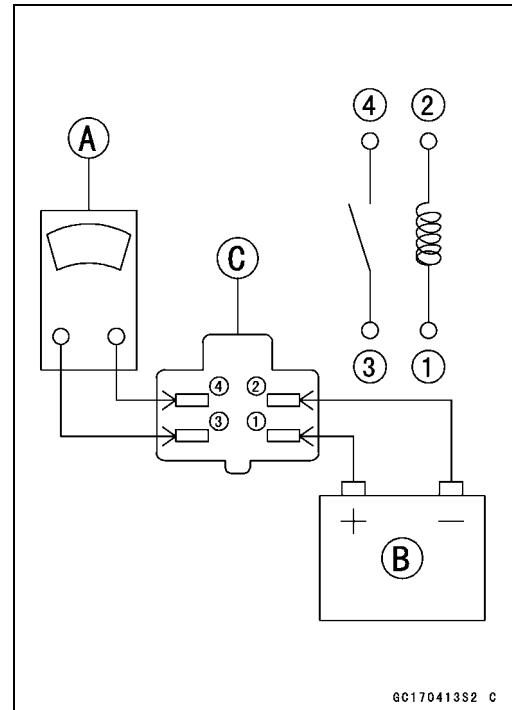 ④ ②
A
C
③ ①
④ ②
③ ①
+ −
B
GC170413S2 C